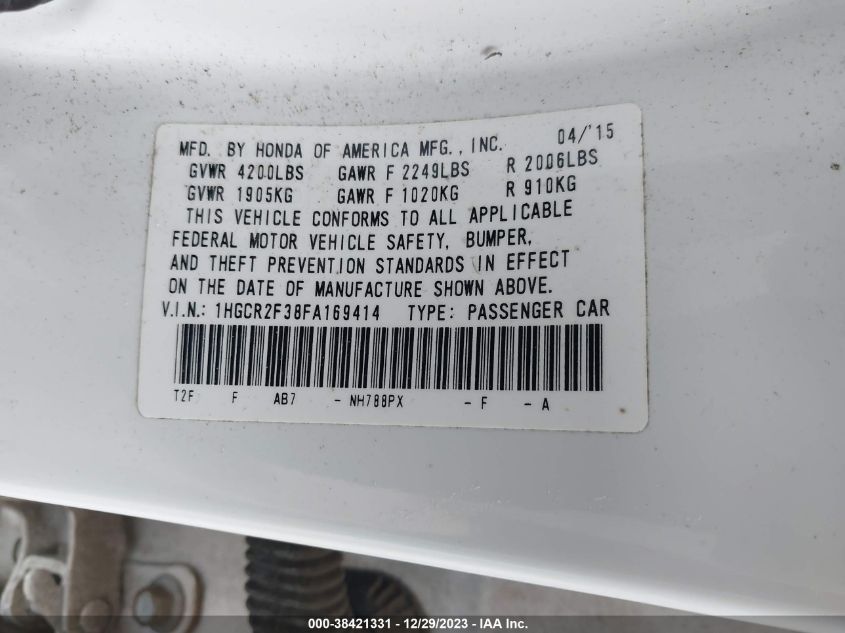 MFD. BY HONDA OF AMERICA MFG., INC. 04/'15
GVWR 4200LBS GAWR F 2249LBS R 2006LBS
GVWR 1905KG GAWR F 1020KG R 910KG
THIS VEHICLE CONFORMS TO ALL APPLICABLE
FEDERAL MOTOR VEHICLE SAFETY, BUMPER,
AND THEFT PREVENTION STANDARDS IN EFFECT
ON THE DATE OF MANUFACTURE SHOWN ABOVE.
V.I.N.: 1HGCR2F38FA169414 TYPE: PASSENGER CAR
T2F F AB7 - NH788PX - F - A
000-38421331 - 12/29/2023 - IAA Inc.